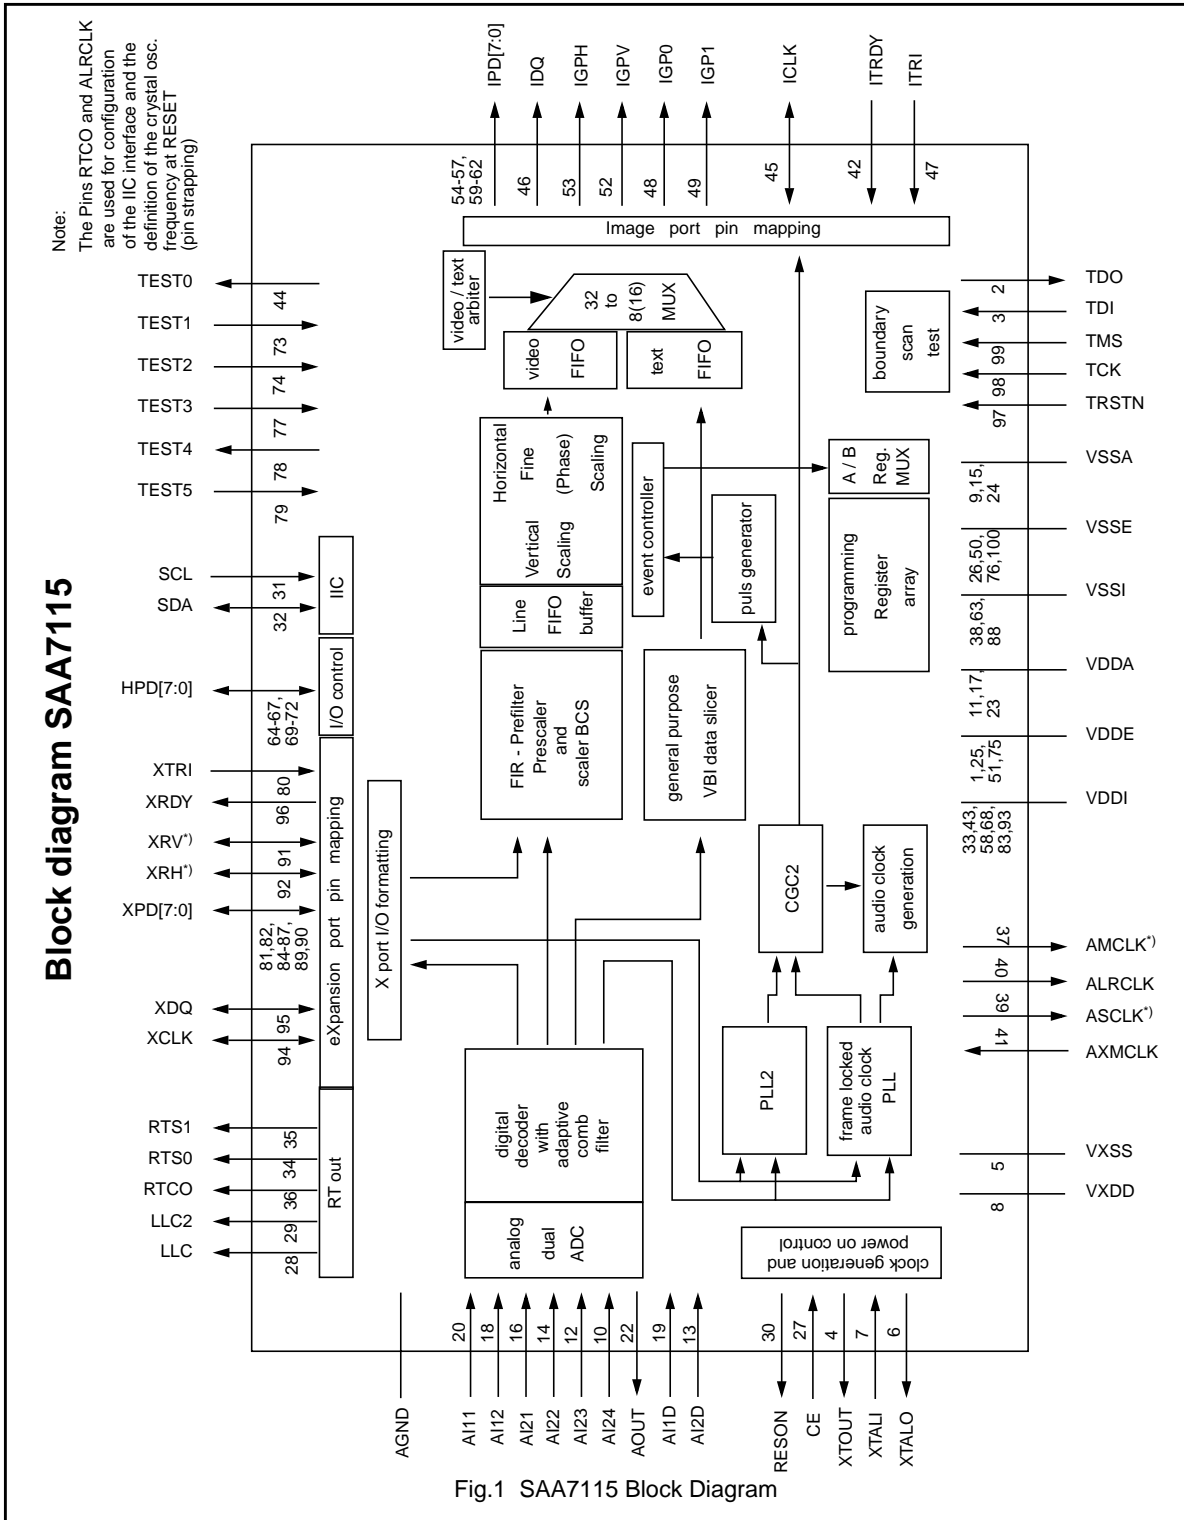 Block diagram SAA7115
Note:
The Pins RTCO and ALRCLK
are used for configuration
of the IIC interface and the
definition of the crystal osc.
frequency at RESET
(pin strapping)
IPD[7:0]
IDQ
IGPH
IGPV
IGP0
IGP1
ICLK
ITRDY
ITRI
54-57,
59-62
46
53
52
48
49
45
42
47
Image port pin mapping
TEST0
44
TEST1
73
TEST2
74
TEST3
77
TEST4
78
TEST5
79
SCL
31
SDA
32
IIC
HPD[7:0]
64-67,
69-72
I/O control
XTRI
80
XRDY
96
XRV*)
91
XRH*)
92
XPD[7:0]
81,82,
84-87,
89,90
XDQ
95
XCLK
94
eXpansion port pin mapping
X port I/O formatting
RTS1
35
RTS0
34
RTCO
36
LLC2
29
LLC
28
RT out
video / text
arbiter
32
to
8(16)
MUX
video
FIFO
text
FIFO
Horizontal
Fine
(Phase)
Scaling
Vertical
Scaling
Line
FIFO
buffer
FIR - Prefilter
Prescaler
and
scaler BCS
event controller
puls generator
general purpose
VBI data slicer
A / B
Reg.
MUX
programming
Register
array
boundary
scan
test
CGC2
audio clock
generation
PLL2
frame locked
audio clock
PLL
digital
decoder
with
adaptive
comb
filter
analog
dual
ADC
clock generation and
power on control
TDO
2
TDI
3
TMS
99
TCK
98
TRSTN
97
VSSA
9,15,
24
VSSE
26,50,
76,100
VSSI
38,63,
88
VDDA
11,17,
23
VDDE
1,25,
51,75
VDDI
33,43,
58,68,
83,93
AMCLK*)
37
ALRCLK
40
ASCLK*)
39
AXMCLK
41
VXSS
5
VXDD
8
AGND
20
AI11
18
AI12
16
AI21
14
AI22
12
AI23
10
AI24
22
AOUT
19
AI1D
13
AI2D
30
RESON
27
CE
4
XTOUT
7
XTALI
6
XTALO
Fig.1 SAA7115 Block Diagram